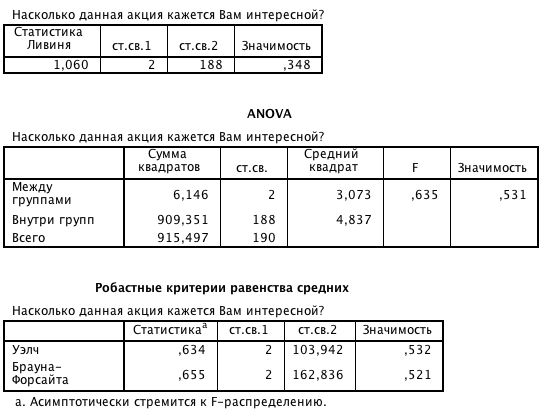 Насколько данная акция кажется Вам интересной?
Статистика Ливиня ст.св.1 ст.св.2 Значимость
1,060 2 188 ,348
ANOVA
Насколько данная акция кажется Вам интересной?
Сумма квадратов ст.св. Средний квадрат F Значимость
Между группами 6,146 2 3,073 ,635 ,531
Внутри групп 909,351 188 4,837
Всего 915,497 190
Робастные критерии равенства средних
Насколько данная акция кажется Вам интересной?
Статистикаª ст.св.1 ст.св.2 Значимость
Уэлч ,634 2 103,942 ,532
Брауна-Форсайта ,655 2 162,836 ,521
a. Асимптотически стремится к F-распределению.